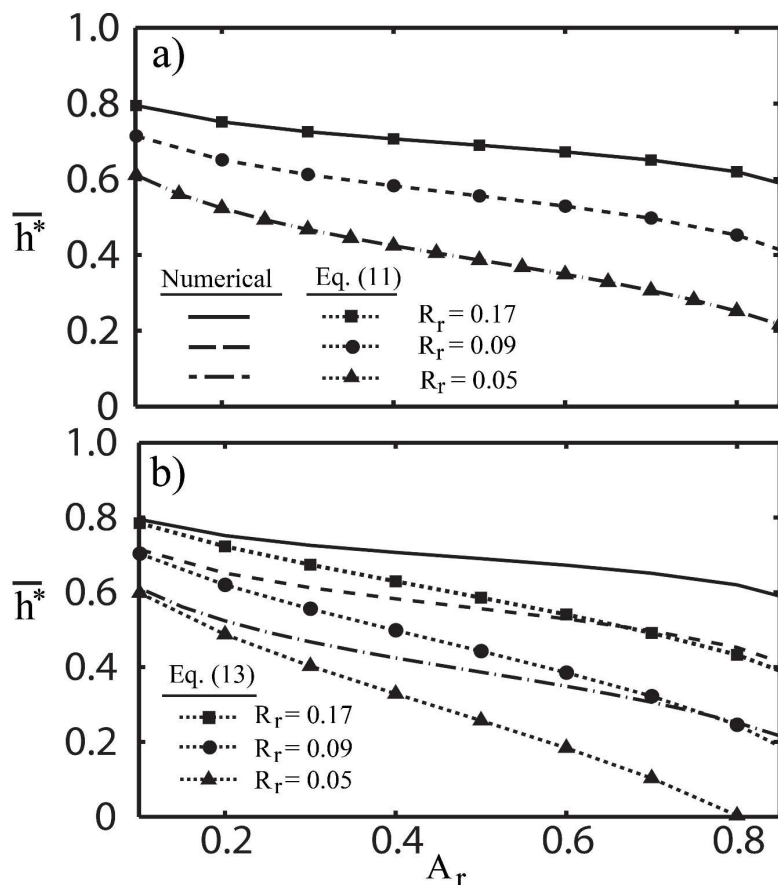 1.0
a)
0.8
0.6
h*
0.4
Numerical Eq. (11)
0.2
R_r = 0.17
R_r = 0.09
R_r = 0.05
0
1.0
b)
0.8
0.6
h*
0.4
Eq. (13)
R_r = 0.17
0.2
R_r = 0.09
R_r = 0.05
0
0.2 0.4 0.6 0.8
A_r